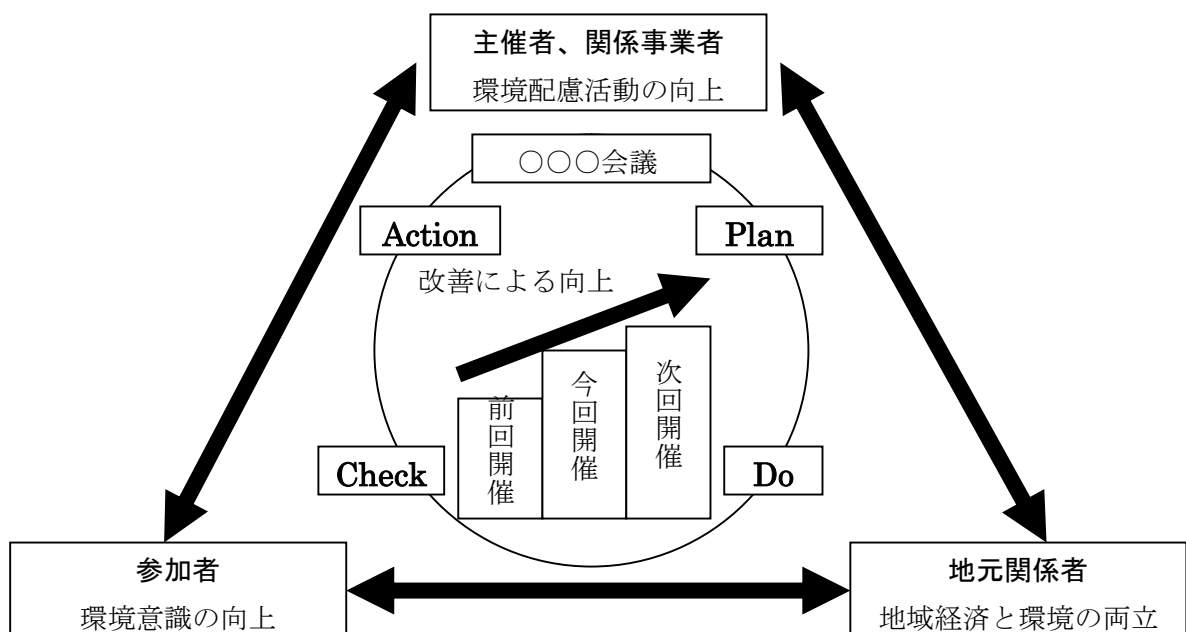 主催者、関係事業者
環境配慮活動の向上
○○○会議
Action
Plan
改善による向上
前回開催
今回開催
次回開催
Check
Do
参加者
環境意識の向上
地元関係者
地域経済と環境の両立